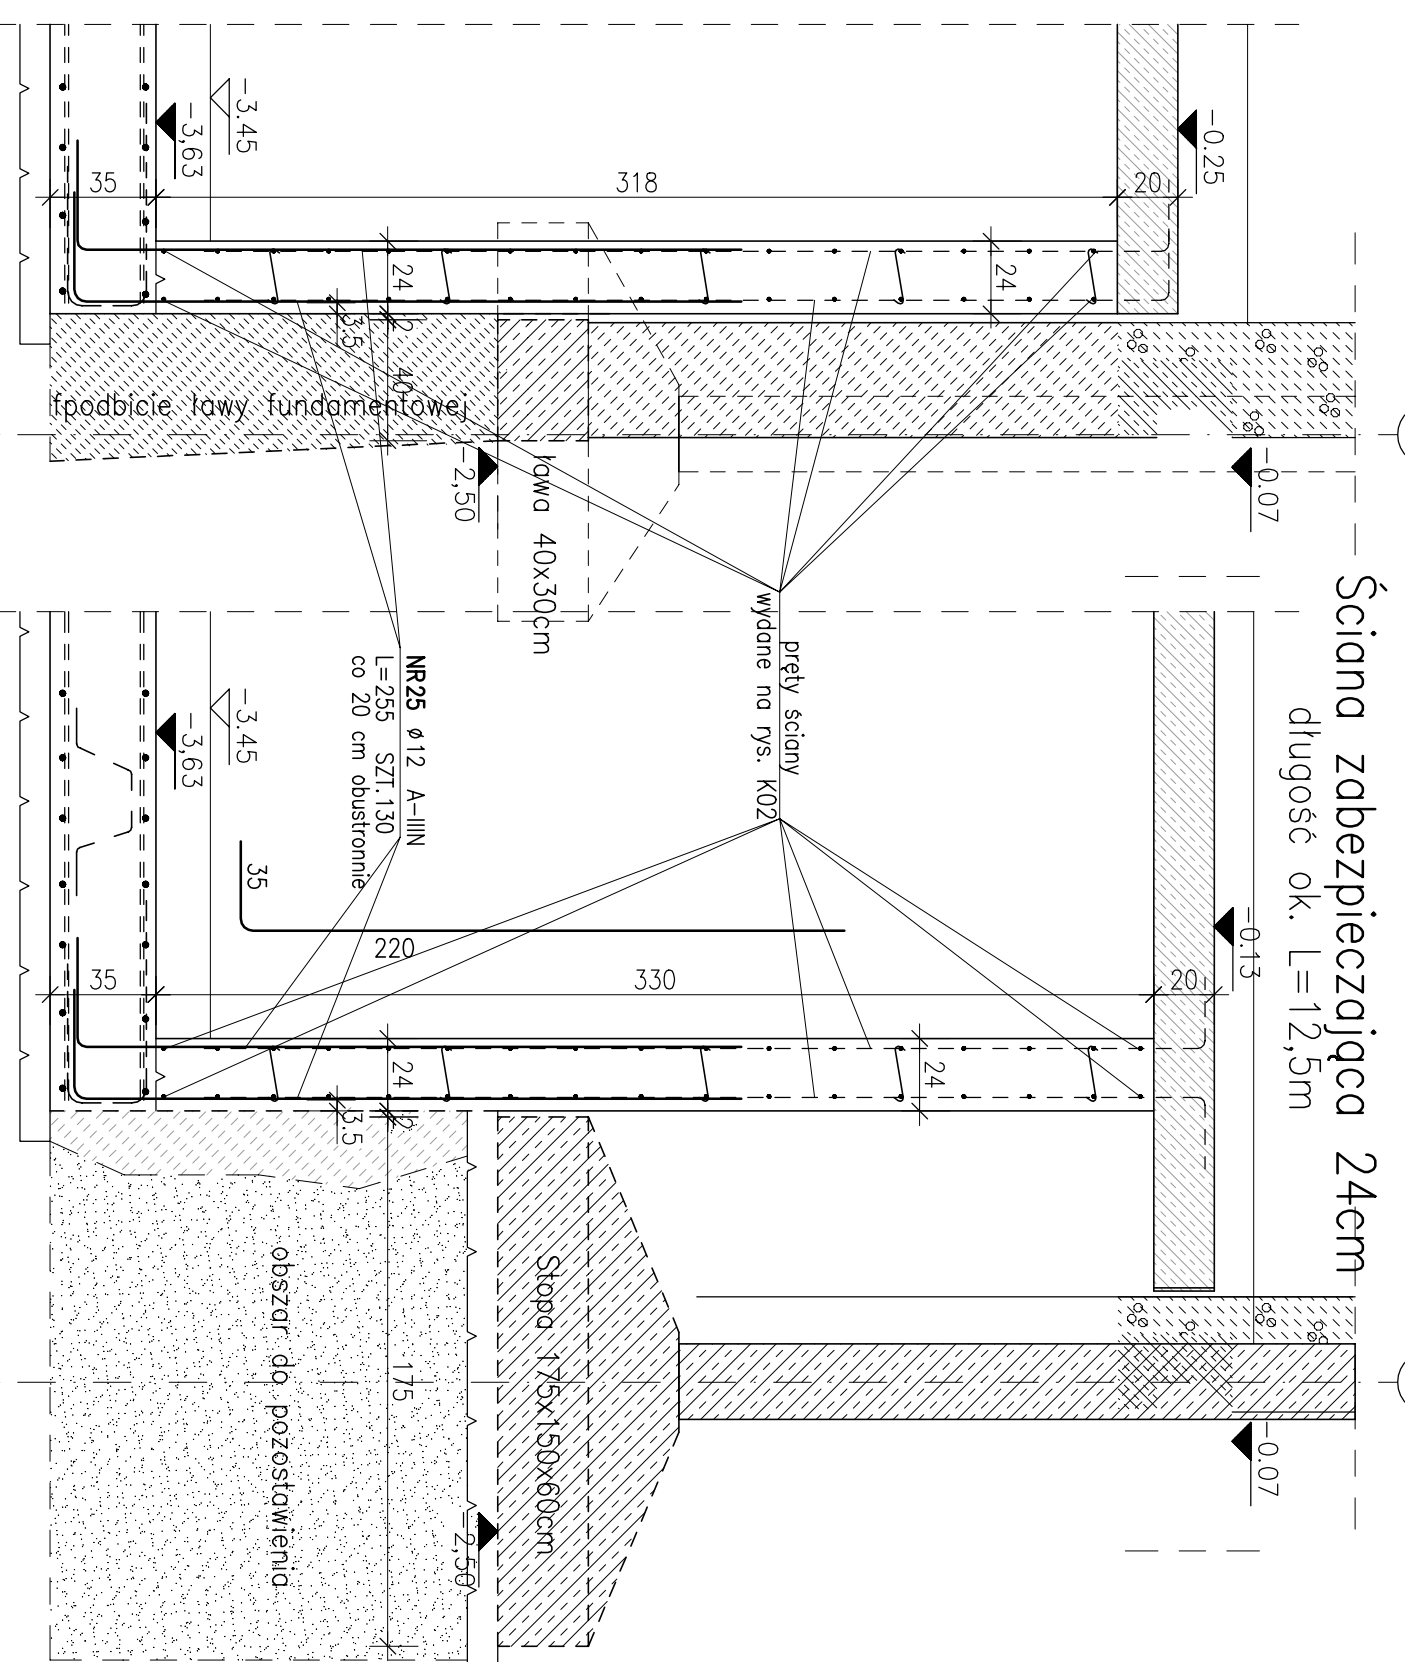 Ściana zabezpieczająca 24cm
długość ok. L=12,5m
-0.25
-0.07
-0.13
-0.07
20
318
35
20
330
35
24
24
24
24
3.5
2
40
3.5
2
175
-3.45
-3,63
-3.45
-3,63
-2,50
-2,50
pręty ściany
wydane na rys. K02
NR25 ø12 A-IIIN
L=255 SZT.130
co 20 cm obustronnie
35
220
ława 40x30cm
fpodbicie ławy fundamentowej
Stopa 175x150x60cm
obszar do pozostawienia